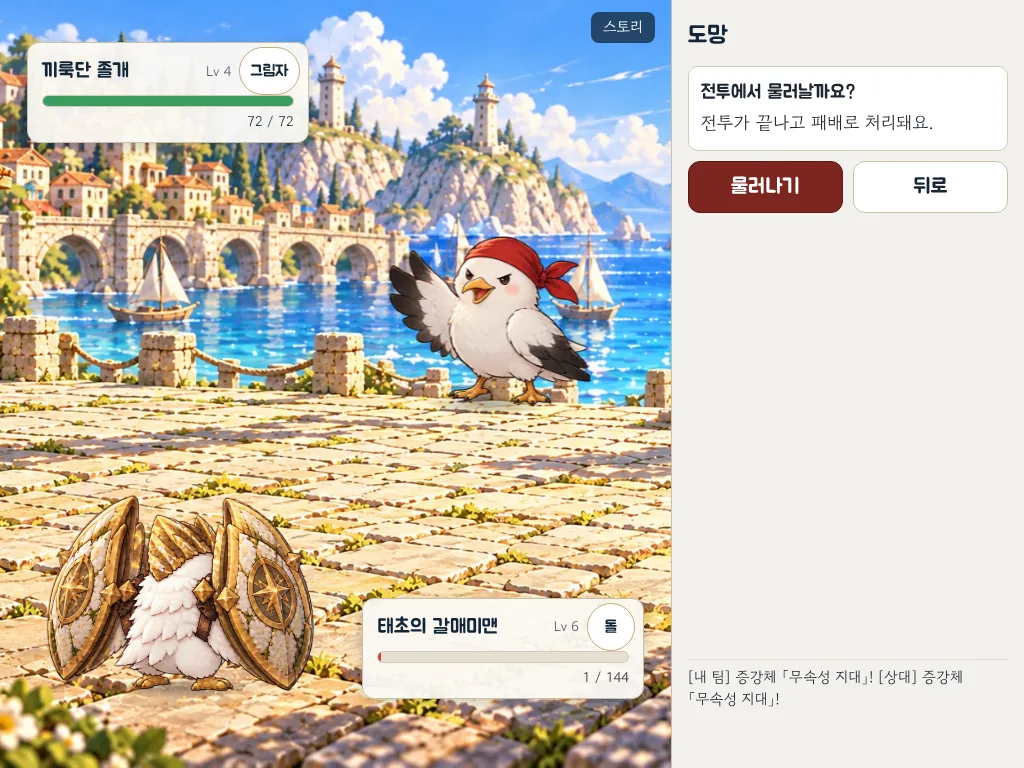 스토리
끼룩단 졸개
Lv 4
그림자
72 / 72
태초의 갈매미맨
Lv 6
돌
1 / 144
도망
전투에서 물러날까요?
전투가 끝나고 패배로 처리돼요.
물러나기
뒤로
[내 팀] 증강체 「무속성 지대」! [상대] 증강체
「무속성 지대」!